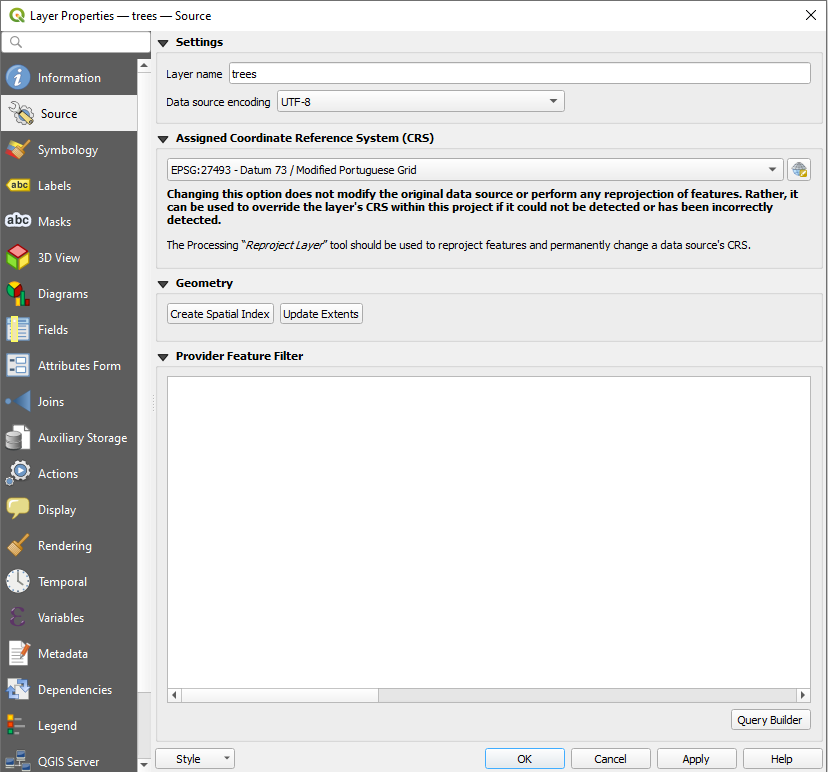 Layer Properties — trees — Source
Information
Source
Symbology
abc Labels
abc Masks
3D View
Diagrams
Fields
Attributes Form
Joins
Auxiliary Storage
Actions
Display
Rendering
Temporal
Variables
Metadata
Dependencies
Legend
QGIS Server
Settings
Layer name trees
Data source encoding UTF-8
Assigned Coordinate Reference System (CRS)
EPSG:27493 - Datum 73 / Modified Portuguese Grid
Changing this option does not modify the original data source or perform any reprojection of features. Rather, it
can be used to override the layer's CRS within this project if it could not be detected or has been incorrectly
detected.
The Processing “Reproject Layer” tool should be used to reproject features and permanently change a data source's CRS.
Geometry
Create Spatial Index Update Extents
Provider Feature Filter
Query Builder
Style OK Cancel Apply Help